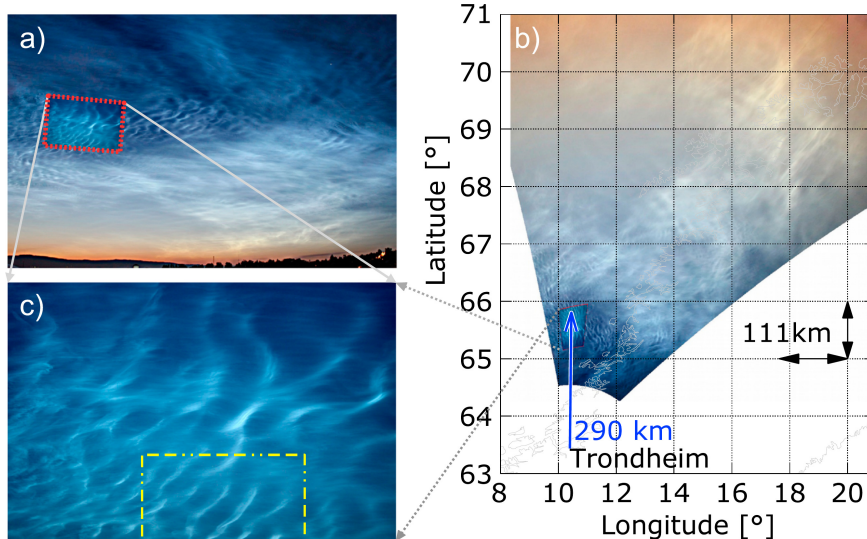 a)
b)
c)
71
70
69
68
67
66
65
64
63
Latitude [°]
111km
290 km
Trondheim
8 10 12 14 16 18 20
Longitude [°]